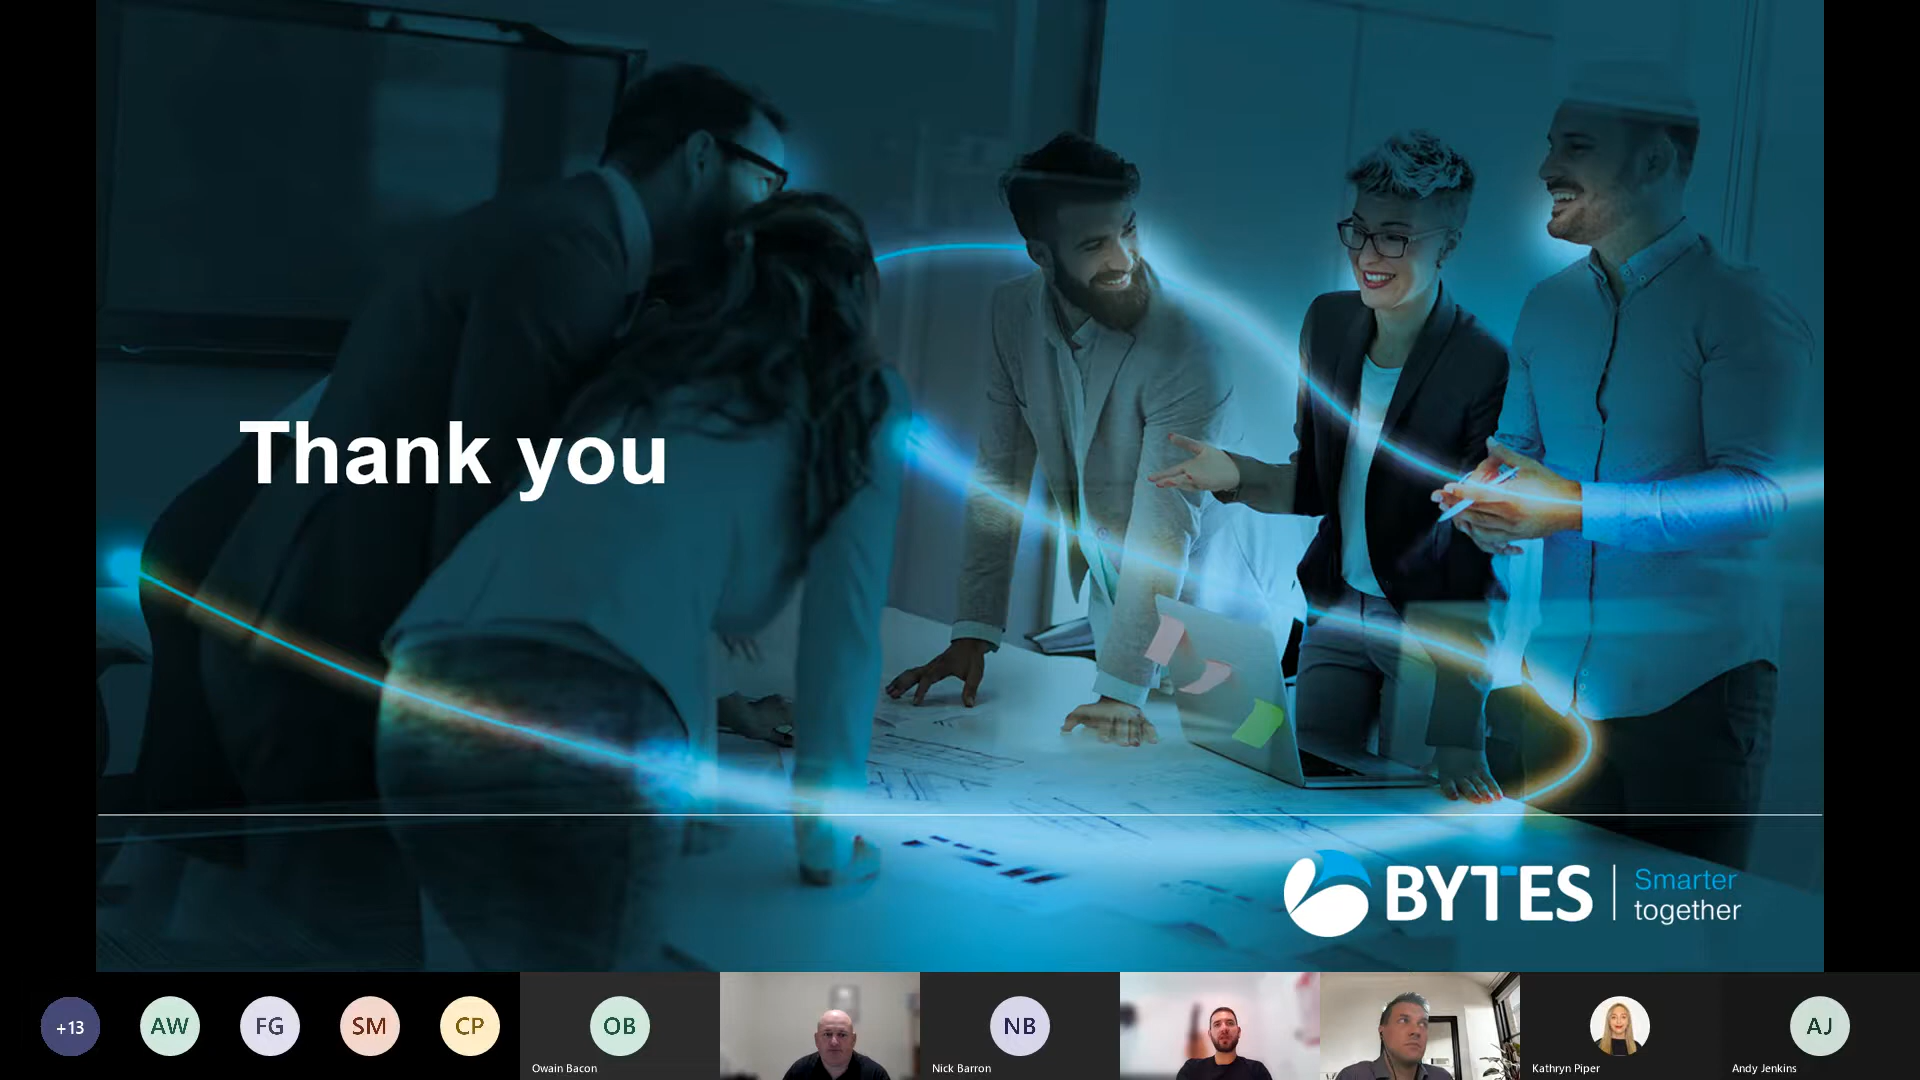 Thank you
BYTES
Smarter
together
+13
AW
FG
SM
CP
OB
Owain Bacon
NB
Nick Barron
Kathryn Piper
AJ
Andy Jenkins